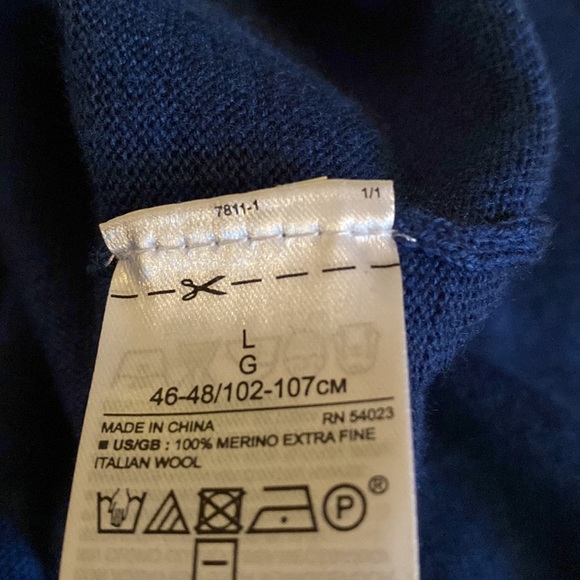 7811-1 1/1
L
G
46-48/102-107CM
MADE IN CHINA RN 54023
■ US/GB : 100% MERINO EXTRA FINE
ITALIAN WOOL
P ®